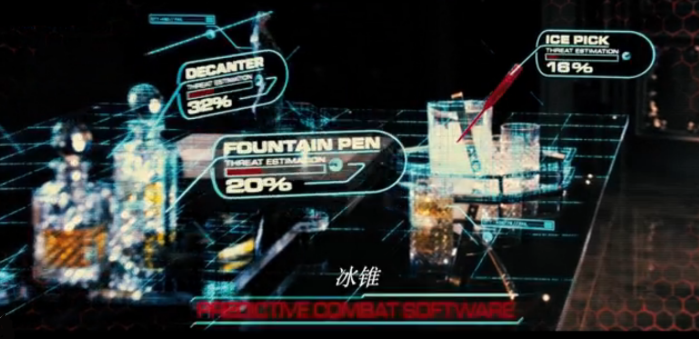 ICE PICK
THREAT ESTIMATION
16%
DECANTER
THREAT ESTIMATION
32%
FOUNTAIN PEN
THREAT ESTIMATION
20%
冰锥
PREDICTIVE COMBAT SOFTWARE